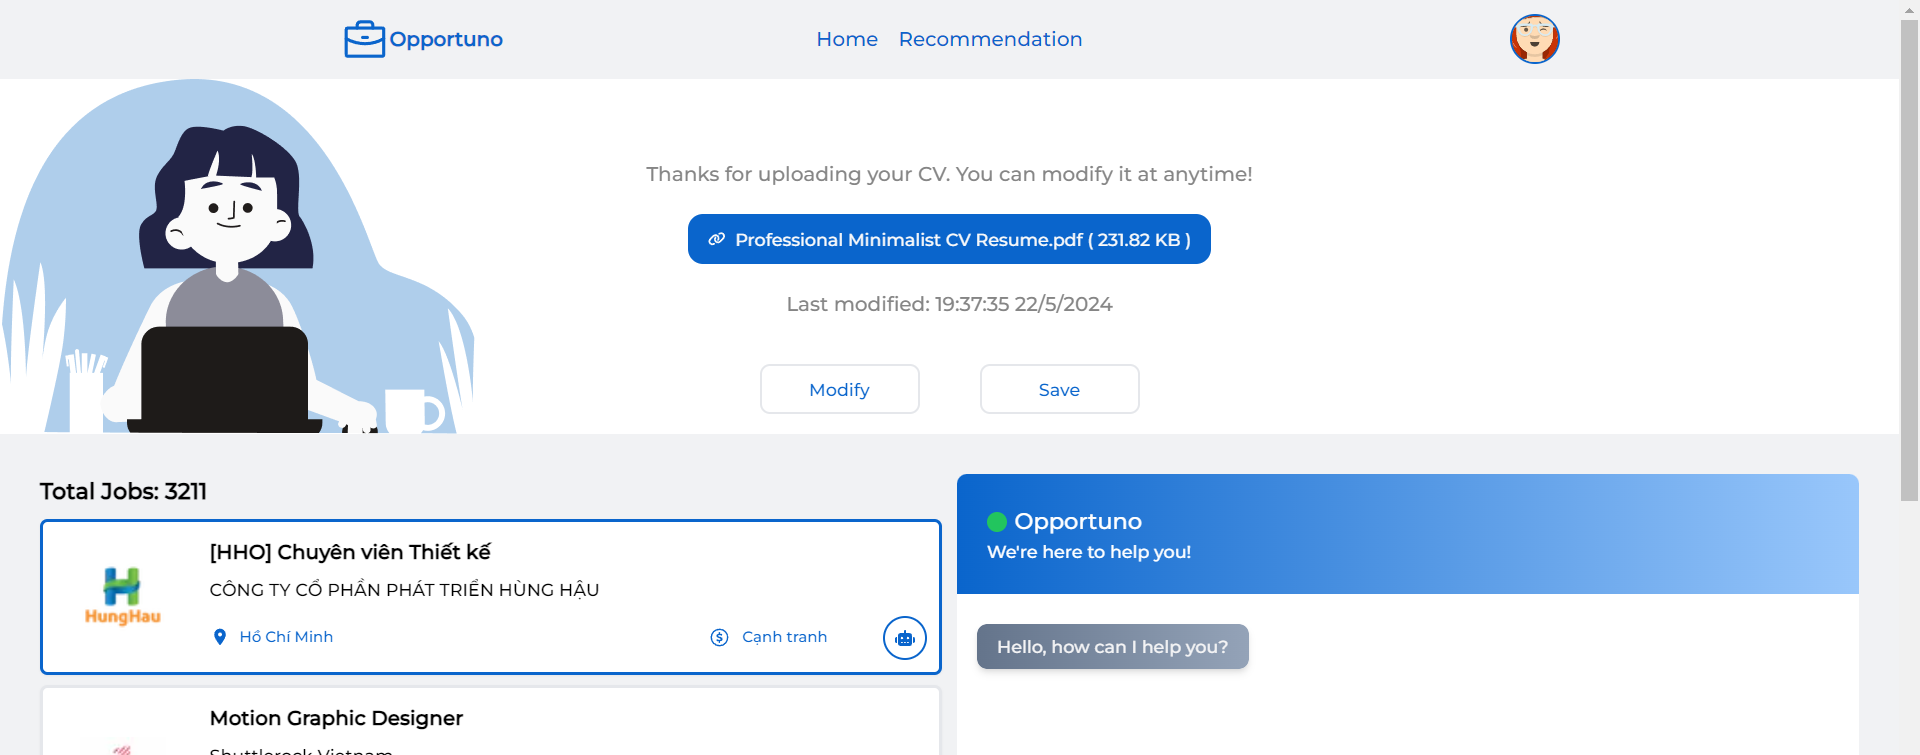 Opportuno
Home
Recommendation
Thanks for uploading your CV. You can modify it at anytime!
Professional Minimalist CV Resume.pdf ( 231.82 KB )
Last modified: 19:37:35 22/5/2024
Modify
Save
Total Jobs: 3211
[HHO] Chuyên viên Thiết kế
CÔNG TY CỔ PHẦN PHÁT TRIỂN HÙNG HẬU
HungHau
Hồ Chí Minh
Cạnh tranh
Motion Graphic Designer
Shuttlerock Vietnam
Opportuno
We're here to help you!
Hello, how can I help you?